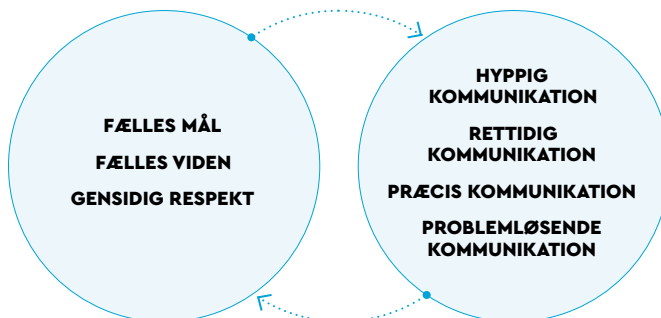 FÆLLES MÅL
FÆLLES VIDEN
GENSIDIG RESPEKT
HYPPIG
KOMMUNIKATION
RETTIDIG
KOMMUNIKATION
PRÆCIS KOMMUNIKATION
PROBLEMLØSENDE
KOMMUNIKATION